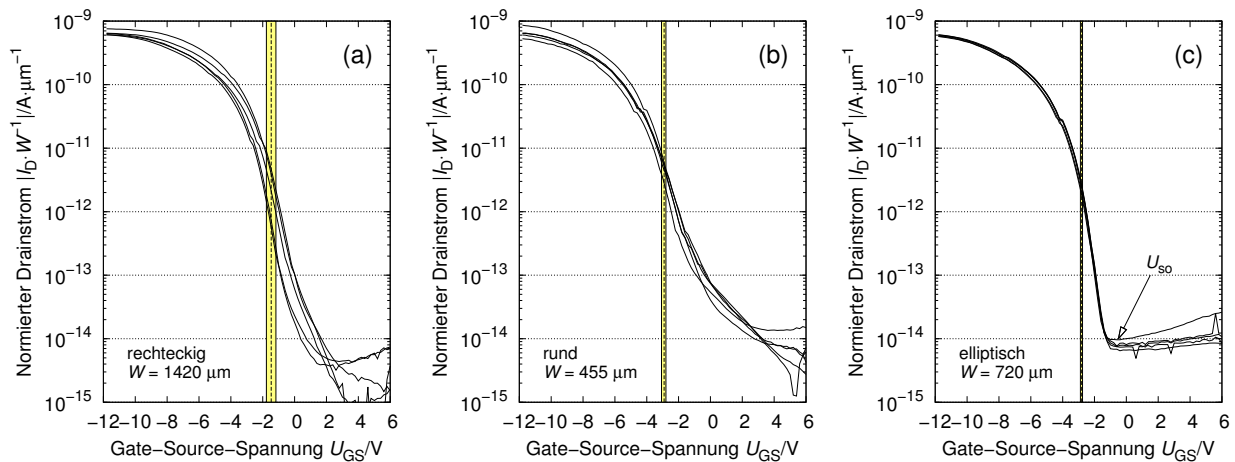 Normierter Drainstrom |I_D·W⁻¹|/A·µm⁻¹
10⁻⁹
10⁻¹⁰
10⁻¹¹
10⁻¹²
10⁻¹³
10⁻¹⁴
10⁻¹⁵
(a)
rechteckig
W = 1420 µm
−12−10 −8 −6 −4 −2 0 2 4 6
Gate−Source−Spannung U_GS/V
Normierter Drainstrom |I_D·W⁻¹|/A·µm⁻¹
10⁻⁹
10⁻¹⁰
10⁻¹¹
10⁻¹²
10⁻¹³
10⁻¹⁴
10⁻¹⁵
(b)
rund
W = 455 µm
−12−10 −8 −6 −4 −2 0 2 4 6
Gate−Source−Spannung U_GS/V
Normierter Drainstrom |I_D·W⁻¹|/A·µm⁻¹
10⁻⁹
10⁻¹⁰
10⁻¹¹
10⁻¹²
10⁻¹³
10⁻¹⁴
10⁻¹⁵
(c)
U_so
elliptisch
W = 720 µm
−12−10 −8 −6 −4 −2 0 2 4 6
Gate−Source−Spannung U_GS/V